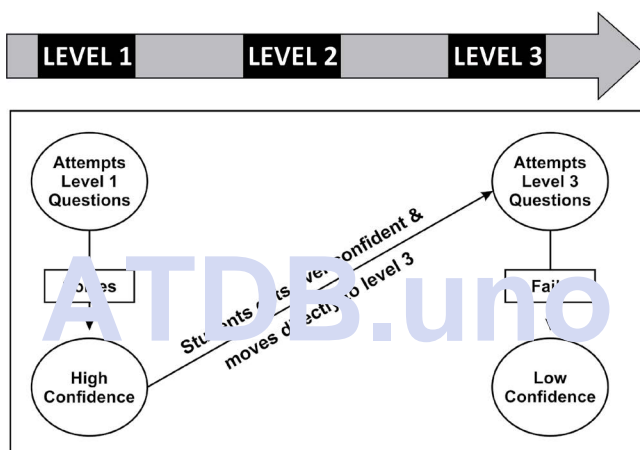 LEVEL 1 LEVEL 2 LEVEL 3
Attempts
Level 1
Questions
Attempts
Level 3
Questions
Students confident &
moves directly to level 3
High
Confidence
Low
Confidence
ATDB.uno